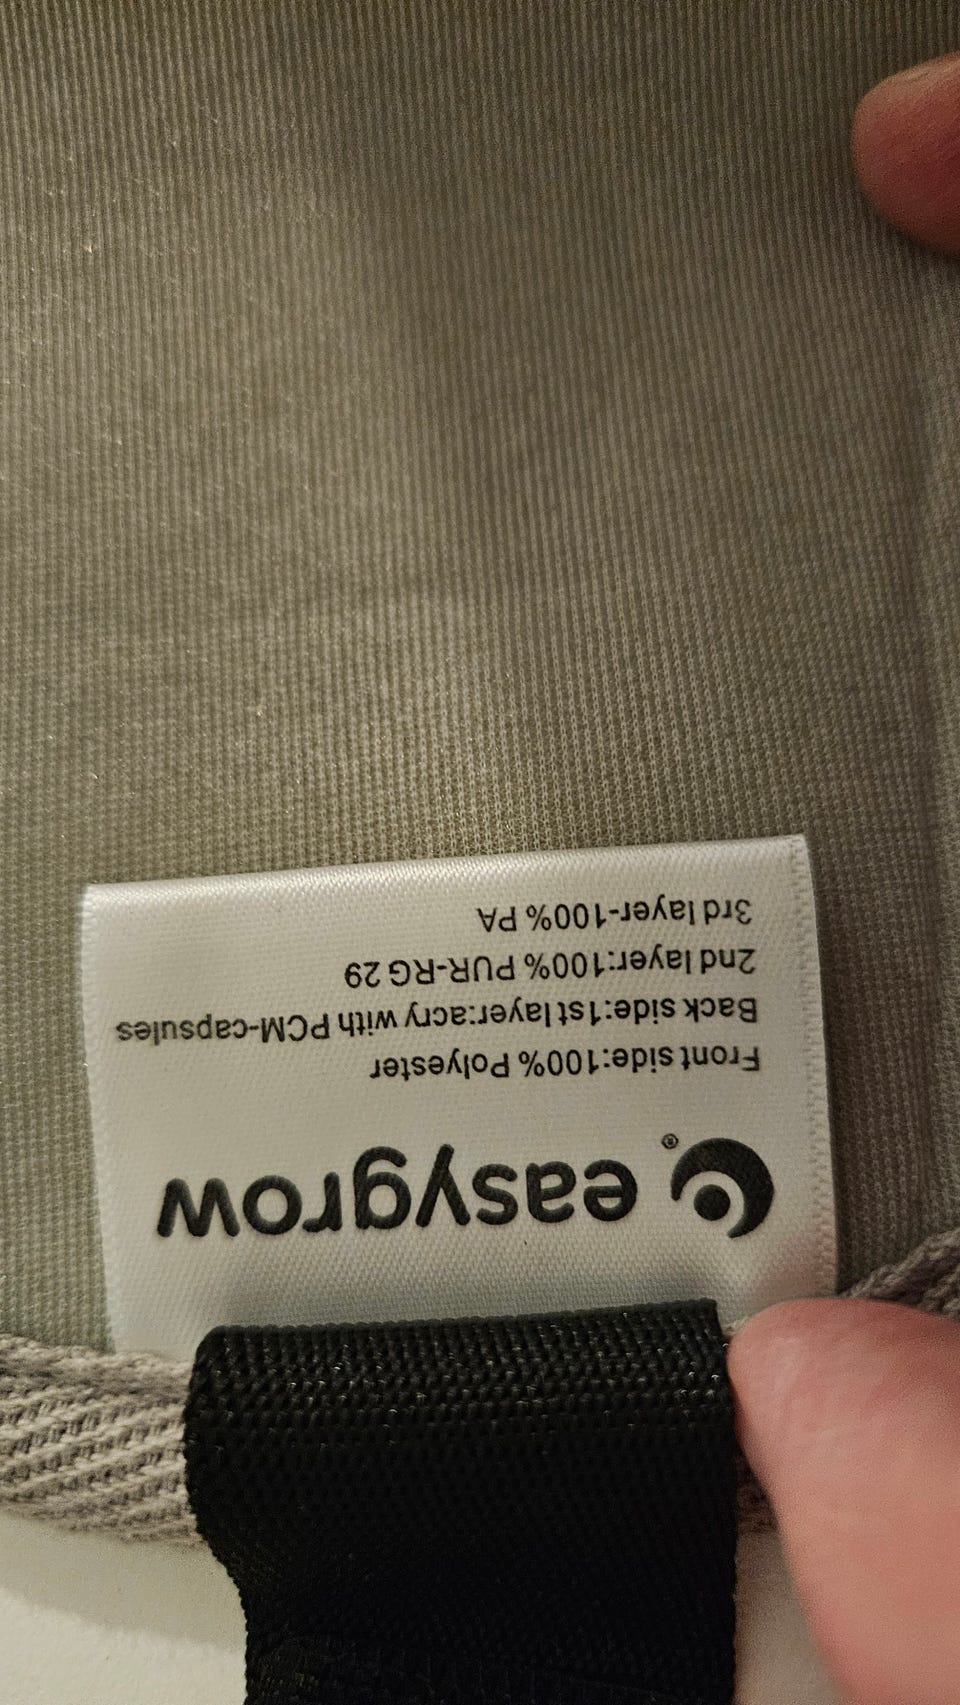 easygrow®
Front side:100% Polyester
Back side:1st layer:acry with PCM-capsules
2nd layer:100% PUR-RG 29
3rd layer-100% PA